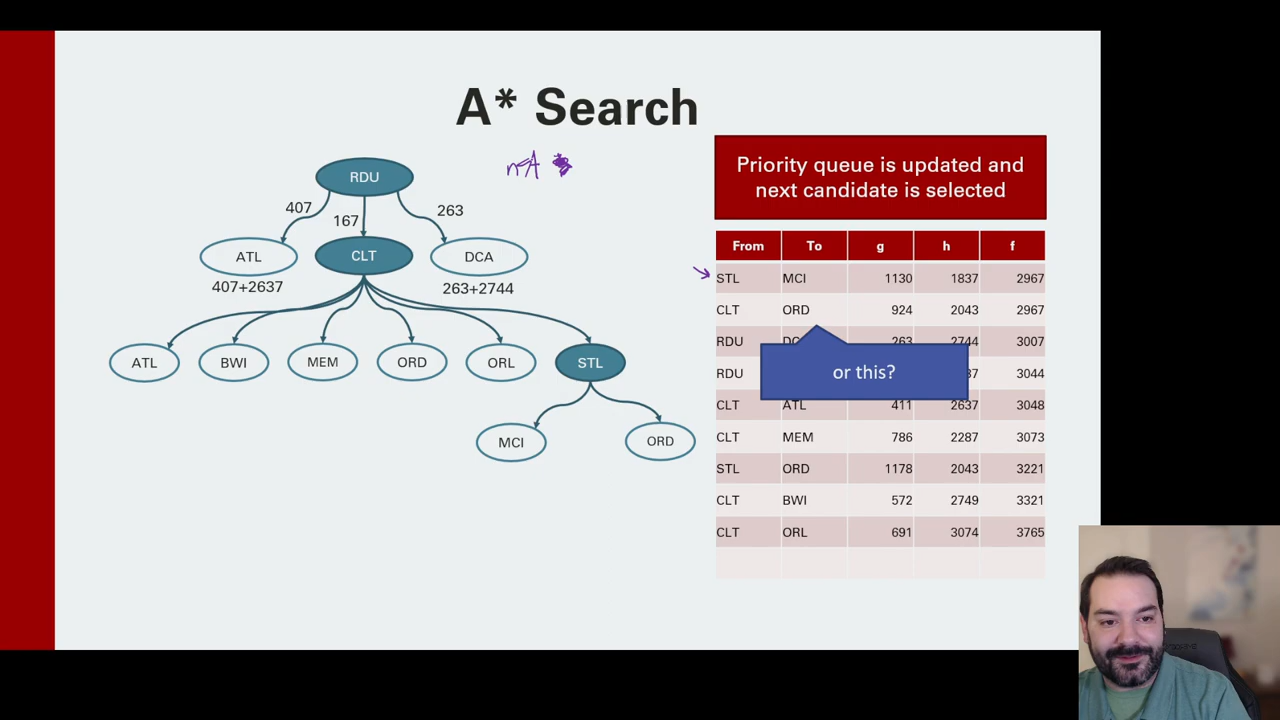 A* Search
Priority queue is updated and
next candidate is selected
RDU
407
167
263
ATL
CLT
DCA
407+2637
263+2744
ATL
BWI
MEM
ORD
ORL
STL
MCI
ORD
From To g h f
STL MCI 1130 1837 2967
CLT ORD 924 2043 2967
RDU 263 2744 3007
or this?
RDU 3044
CLT ATL 411 2637 3048
CLT MEM 786 2287 3073
STL ORD 1178 2043 3221
CLT BWI 572 2749 3321
CLT ORL 691 3074 3765